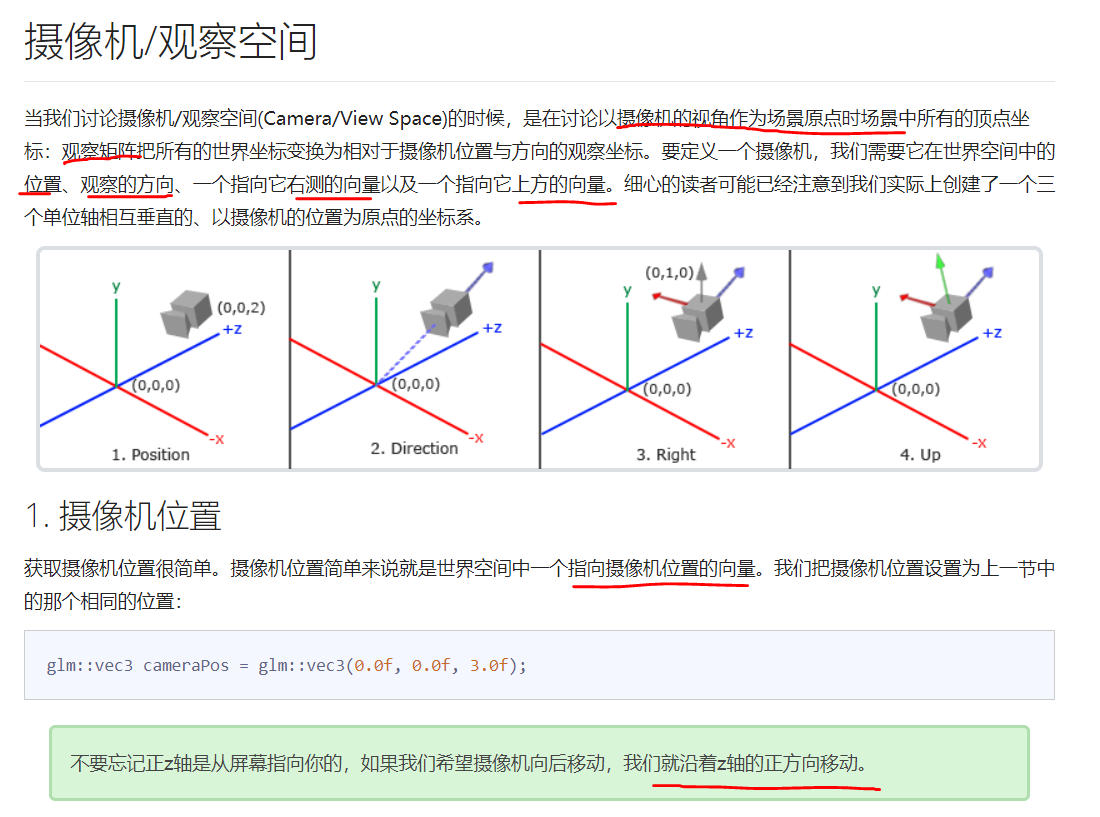 摄像机/观察空间
当我们讨论摄像机/观察空间(Camera/View Space)的时候，是在讨论以摄像机的视角作为场景原点时场景中所有的顶点坐
标：观察矩阵把所有的世界坐标变换为相对于摄像机位置与方向的观察坐标。要定义一个摄像机，我们需要它在世界空间中的
位置、观察的方向、一个指向它右测的向量以及一个指向它上方的向量。细心的读者可能已经注意到我们实际上创建了一个三
个单位轴相互垂直的、以摄像机的位置为原点的坐标系。
y
(0,0,2)
+z
(0,0,0)
-x
1. Position
y
+z
(0,0,0)
-x
2. Direction
(0,1,0)
y
+z
(0,0,0)
-x
3. Right
y
+z
(0,0,0)
-x
4. Up
1. 摄像机位置
获取摄像机位置很简单。摄像机位置简单来说就是世界空间中一个指向摄像机位置的向量。我们把摄像机位置设置为上一节中
的那个相同的位置：
glm::vec3 cameraPos = glm::vec3(0.0f, 0.0f, 3.0f);
不要忘记正z轴是从屏幕指向你的，如果我们希望摄像机向后移动，我们就沿着z轴的正方向移动。